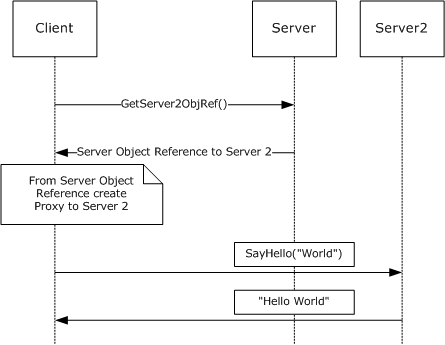 Client
Server
Server2
GetServer2ObjRef()
Server Object Reference to Server 2
From Server Object
Reference create
Proxy to Server 2
SayHello("World")
"Hello World"